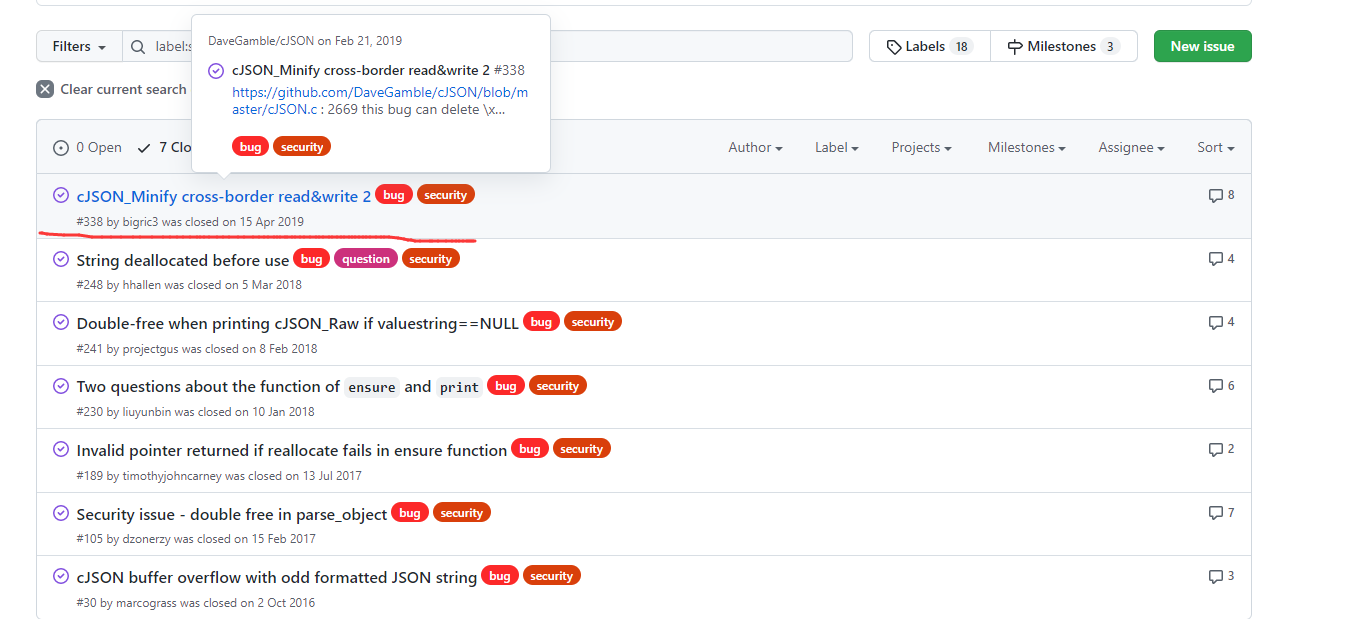 DaveGamble/cJSON on Feb 21, 2019
cJSON_Minify cross-border read&write 2 #338
https://github.com/DaveGamble/cJSON/blob/m
aster/cJSON.c : 2669 this bug can delete \x...
bug security
Filters label:s Labels 18 Milestones 3 New issue
Clear current search
0 Open 7 Clo Author Label Projects Milestones Assignee Sort
cJSON_Minify cross-border read&write 2 bug security 8
#338 by bigric3 was closed on 15 Apr 2019
String deallocated before use bug question security 4
#248 by hhallen was closed on 5 Mar 2018
Double-free when printing cJSON_Raw if valuestring==NULL bug security 4
#241 by projectgus was closed on 8 Feb 2018
Two questions about the function of ensure and print bug security 6
#230 by liuyunbin was closed on 10 Jan 2018
Invalid pointer returned if reallocate fails in ensure function bug security 2
#189 by timothyjohncarney was closed on 13 Jul 2017
Security issue - double free in parse_object bug security 7
#105 by dzonerzy was closed on 15 Feb 2017
cJSON buffer overflow with odd formatted JSON string bug security 3
#30 by marcograss was closed on 2 Oct 2016